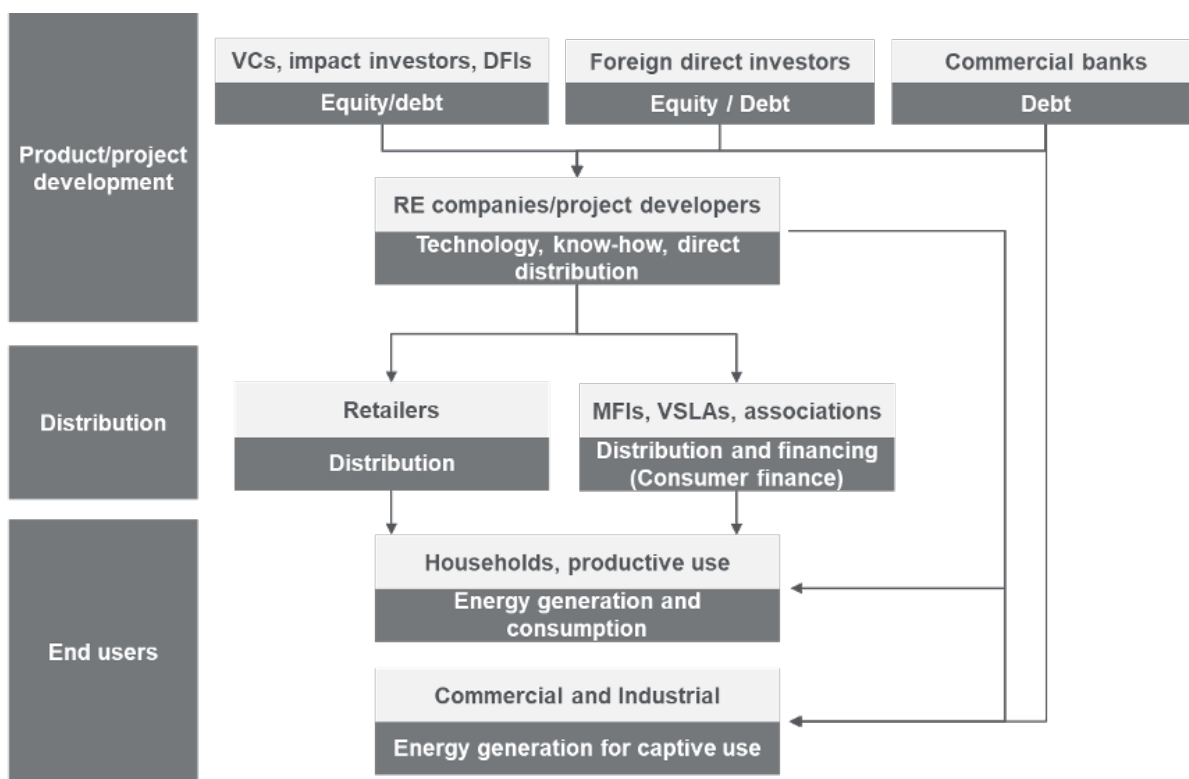 VCs, impact investors, DFIs
Equity/debt
Foreign direct investors
Equity / Debt
Commercial banks
Debt
Product/project
development
RE companies/project developers
Technology, know-how, direct
distribution
Distribution
Retailers
Distribution
MFIs, VSLAs, associations
Distribution and financing
(Consumer finance)
End users
Households, productive use
Energy generation and
consumption
Commercial and Industrial
Energy generation for captive use